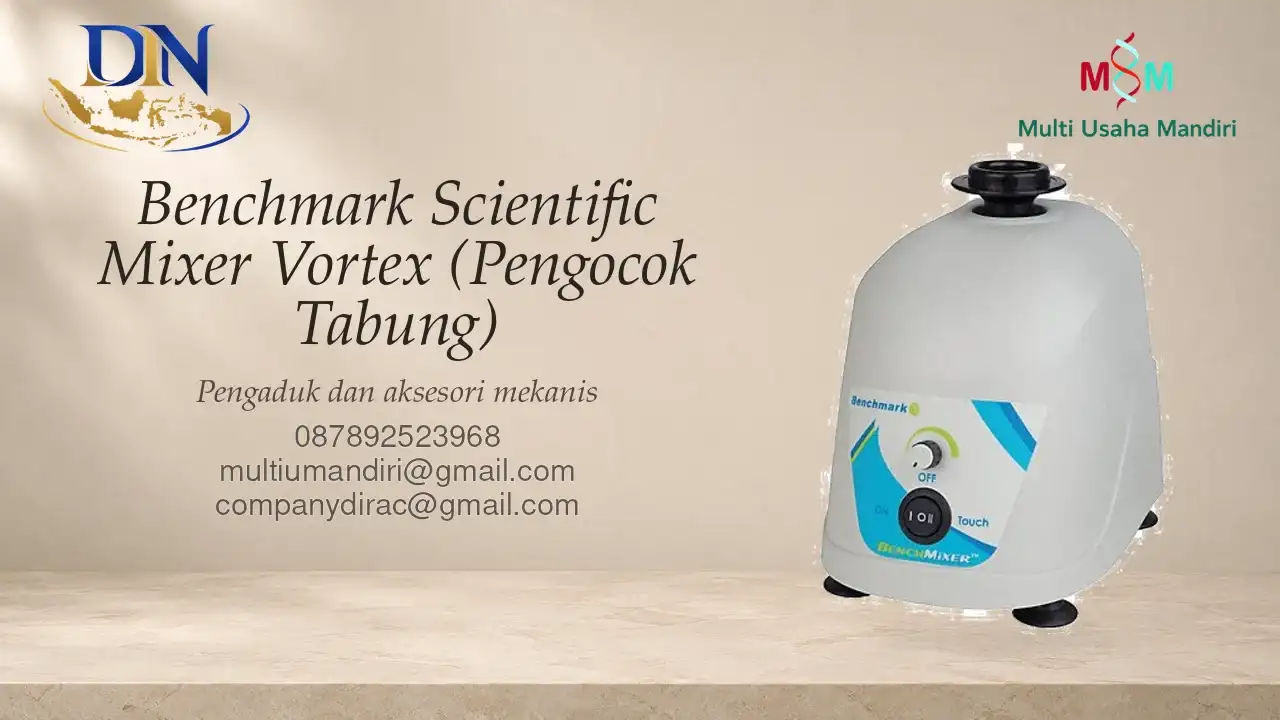 DN
M M
Multi Usaha Mandiri
Benchmark Scientific
Mixer Vortex (Pengocok
Tabung)
Pengaduk dan aksesori mekanis
087892523968
multiumandiri@gmail.com
companydirac@gmail.com
Benchmark
OFF
ON
I O II
Touch
BENCHMIXER™